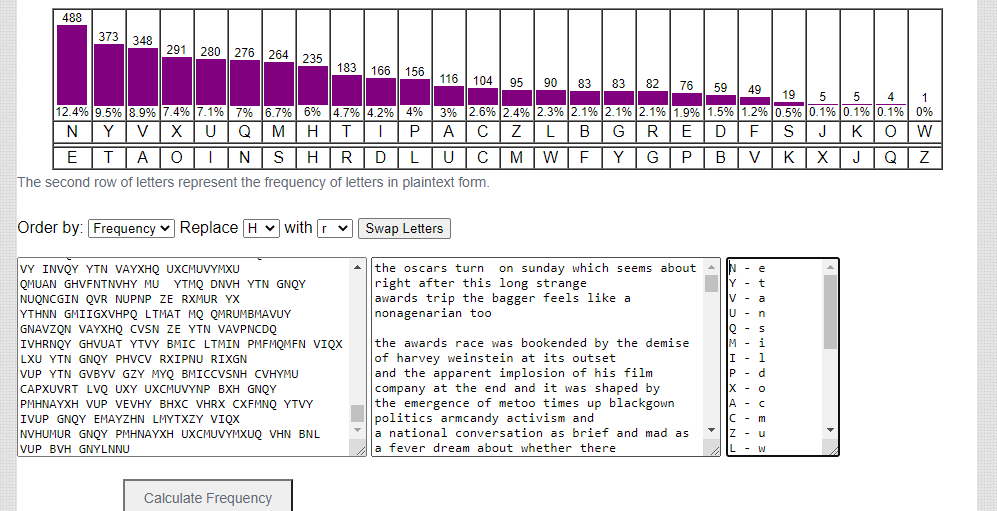 488 373 348 291 280 276 264 235 183 166 156 116 104 95 90 83 83 82 76 59 49 19 5 5 4 1
12.4% 9.5% 8.9% 7.4% 7.1% 7% 6.7% 6% 4.7% 4.2% 4% 3% 2.6% 2.4% 2.3% 2.1% 2.1% 2.1% 1.9% 1.5% 1.2% 0.5% 0.1% 0.1% 0.1% 0%
N Y V X U Q M H T I P A C Z L B G R E D F S J K O W
E T A O I N S H R D L U C M W F Y G P B V K X J Q Z
The second row of letters represent the frequency of letters in plaintext form.
Order by: Frequency Replace H with r Swap Letters
VY INVQY YTN VAYXHQ UXCMUVYMXU
QMUAN GHVFNTNVHY MU YTMQ DNVH YTN GNQY
NUQNCGIN QVR NUPNP ZE RXMUR YX
YTHNN GMIIGXVHPQ LTMAT MQ QMRUMBMAVUY
GNAVZQN VAYXHQ CVSN ZE YTN VAVPNCDQ
IVHRNQY GHVUAT YTVY BMIC LTMIN PMFMQMFN VIQX
LXU YTN GNQY PHVCV RXIPNU RIXGN
VUP YTN GVBYV GZY MYQ BMICCVSNH CVHYMU
CAPXUVRT LVQ UXY UXCMUVYNP BXH GNQY
PMHNAYXH VUP VEVHY BHXC VHRX CXFMNQ YTVY
IVUP GNQY EMAYZHN LMYTXZY VIQX
NVHUMUR GNQY PMHNAYXH UXCMUVYMXUQ VHN BNL
VUP BVH GNYLNNU
the oscars turn  on sunday which seems about
right after this long strange
awards trip the bagger feels like a
nonagenarian too
the awards race was bookended by the demise
of harvey weinstein at its outset
and the apparent implosion of his film
company at the end and it was shaped by
the emergence of metoo times up blackgown
politics armcandy activism and
a national conversation as brief and mad as
a fever dream about whether there
N - e
Y - t
V - a
U - n
Q - s
M - i
I - l
P - d
X - o
A - c
C - m
Z - u
L - w
Calculate Frequency